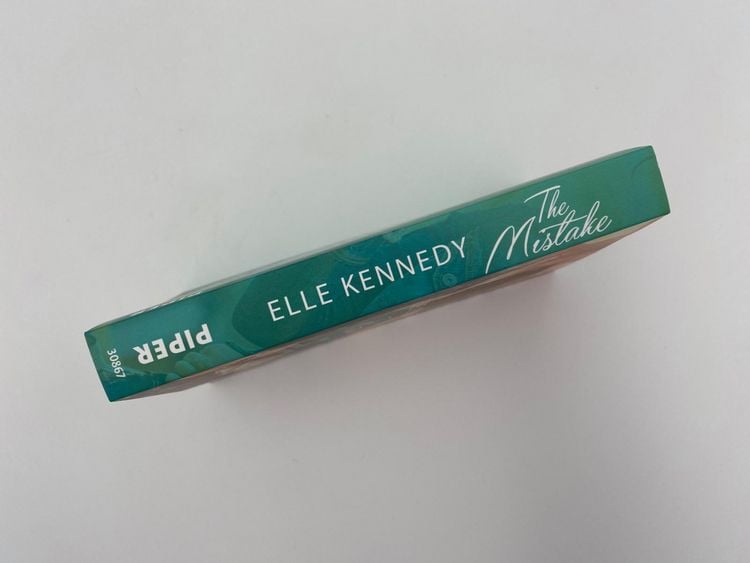 30867
PIPER
ELLE KENNEDY
The
Mistake